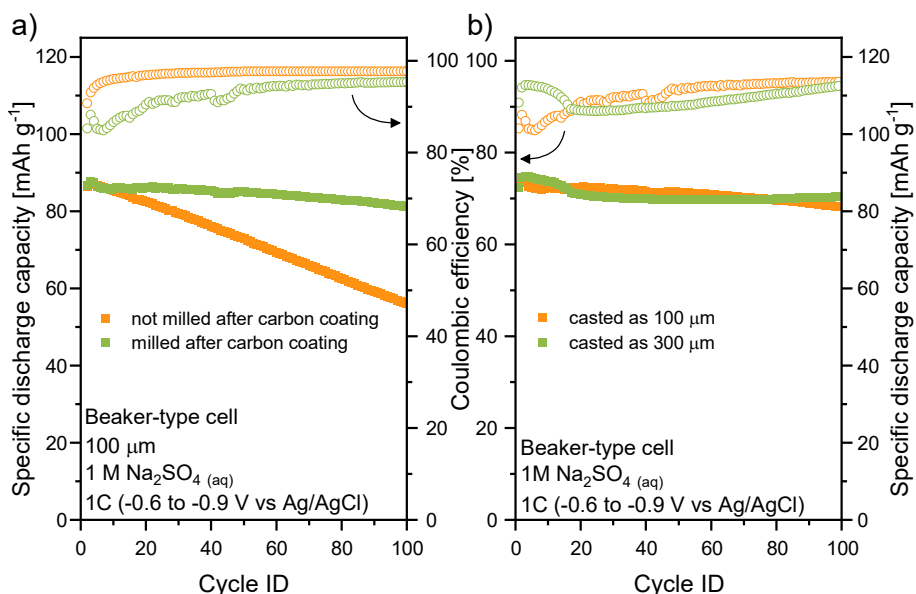 a)
b)
Specific discharge capacity [mAh g-1]
120
100
80
60
40
20
0
not milled after carbon coating
milled after carbon coating
Beaker-type cell
100 μm
1 M Na2SO4 (aq)
1C (-0.6 to -0.9 V vs Ag/AgCl)
0 20 40 60 80 100
Cycle ID
100
80
60
40
20
0
Coulombic efficiency [%]
100
80
60
40
20
0
casted as 100 μm
casted as 300 μm
Beaker-type cell
1M Na2SO4 (aq)
1C (-0.6 to -0.9 V vs Ag/AgCl)
0 20 40 60 80 100
Cycle ID
120
100
80
60
40
20
0
Specific discharge capacity [mAh g-1]